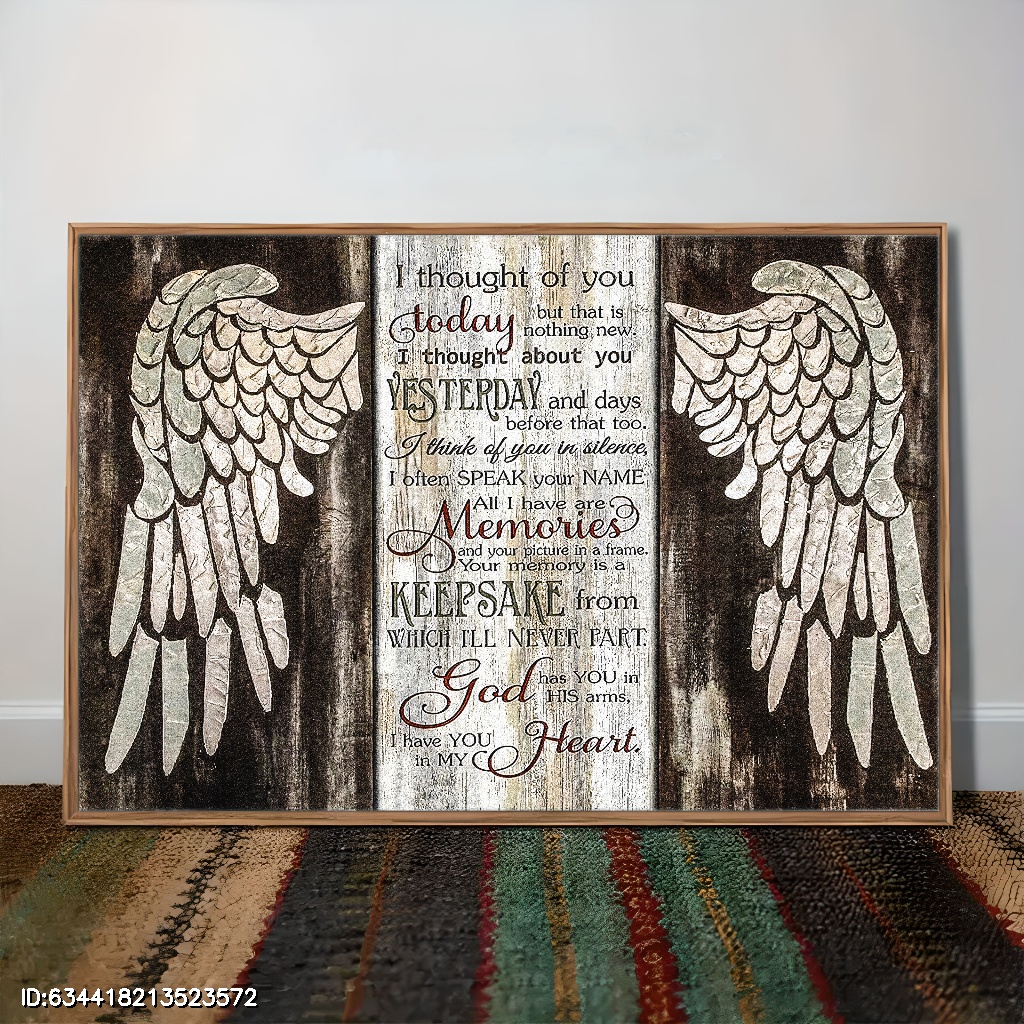 I thought of you
today but that is
nothing new.
I thought about you
YESTERDAY and days
before that too.
I think of you in silence,
I often SPEAK your NAME
All I have are
Memories
and your picture in a frame.
Your memory is a
KEEPSAKE from
WHICH I'LL NEVER PART.
God has YOU in
HIS arms,
I have YOU
in MY Heart.
ID:634418213523572